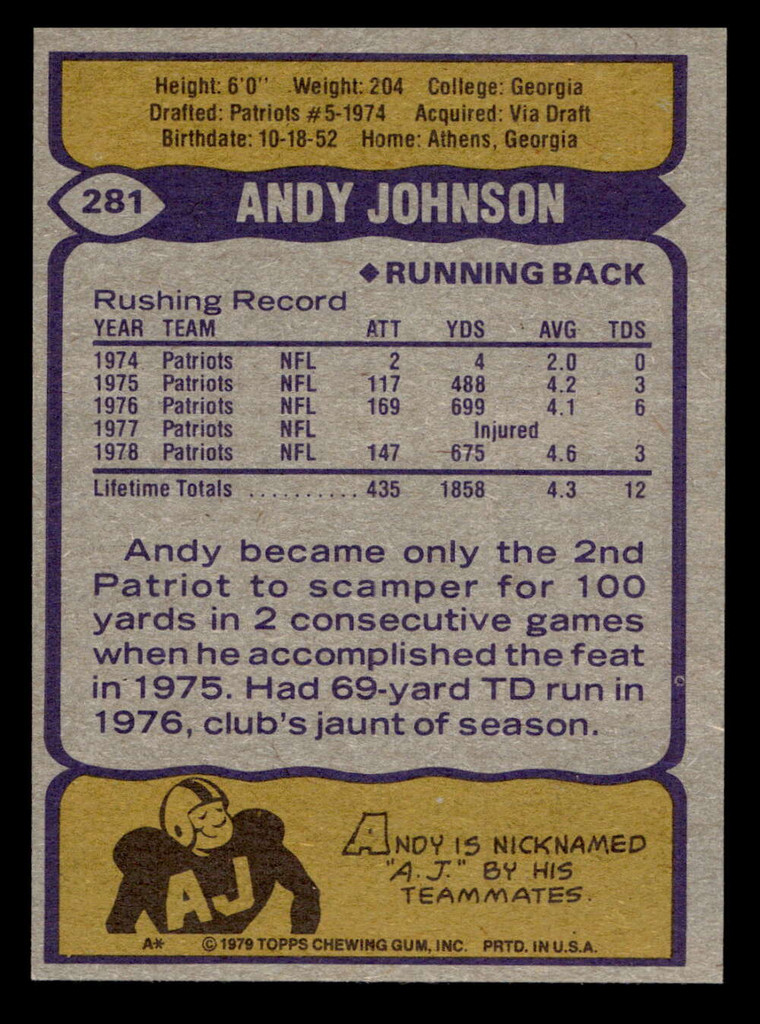 Height: 6'0'' Weight: 204 College: Georgia
Drafted: Patriots #5-1974 Acquired: Via Draft
Birthdate: 10-18-52 Home: Athens, Georgia
281 ANDY JOHNSON
◆RUNNING BACK
Rushing Record
YEAR TEAM ATT YDS AVG TDS
1974 Patriots NFL 2 4 2.0 0
1975 Patriots NFL 117 488 4.2 3
1976 Patriots NFL 169 699 4.1 6
1977 Patriots NFL Injured
1978 Patriots NFL 147 675 4.6 3
Lifetime Totals .......... 435 1858 4.3 12
Andy became only the 2nd
Patriot to scamper for 100
yards in 2 consecutive games
when he accomplished the feat
in 1975. Had 69-yard TD run in
1976, club's jaunt of season.
AJ
ANDY IS NICKNAMED
"A.J." BY HIS
TEAMMATES.
A* ©1979 TOPPS CHEWING GUM, INC. PRTD. IN U.S.A.